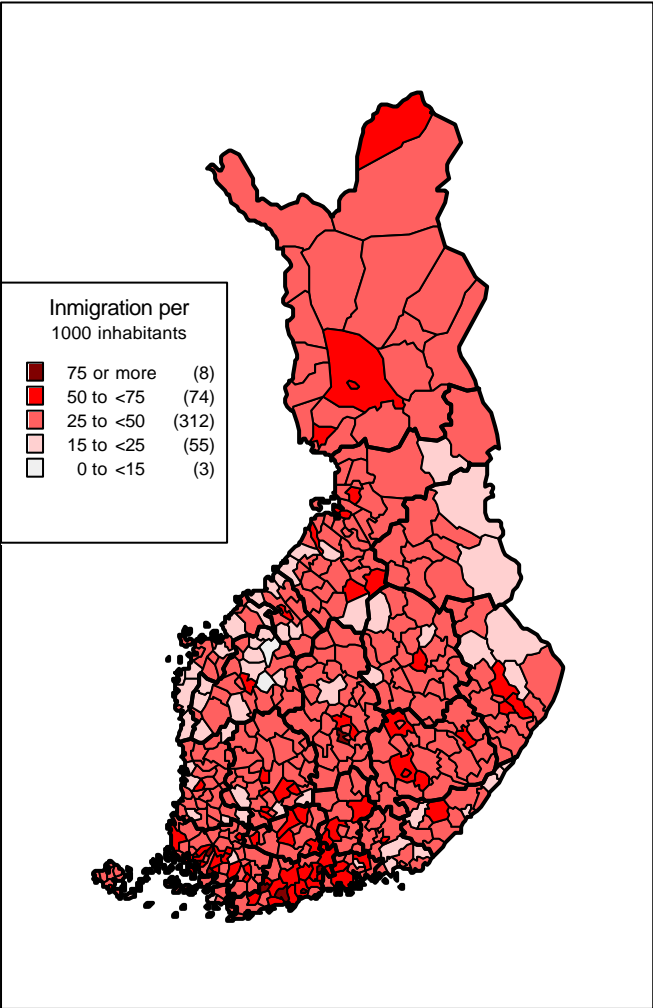 Inmigration per
1000 inhabitants
75 or more (8)
50 to <75 (74)
25 to <50 (312)
15 to <25 (55)
0 to <15 (3)